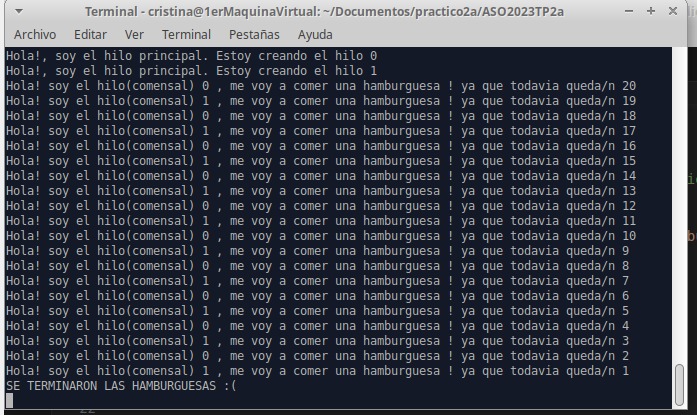 Terminal - cristina@1erMaquinaVirtual: ~/Documentos/practico2a/ASO2023TP2a
Archivo Editar Ver Terminal Pestañas Ayuda
Hola!, soy el hilo principal. Estoy creando el hilo 0
Hola!, soy el hilo principal. Estoy creando el hilo 1
Hola! soy el hilo(comensal) 0 , me voy a comer una hamburguesa ! ya que todavia queda/n 20
Hola! soy el hilo(comensal) 1 , me voy a comer una hamburguesa ! ya que todavia queda/n 19
Hola! soy el hilo(comensal) 0 , me voy a comer una hamburguesa ! ya que todavia queda/n 18
Hola! soy el hilo(comensal) 1 , me voy a comer una hamburguesa ! ya que todavia queda/n 17
Hola! soy el hilo(comensal) 0 , me voy a comer una hamburguesa ! ya que todavia queda/n 16
Hola! soy el hilo(comensal) 1 , me voy a comer una hamburguesa ! ya que todavia queda/n 15
Hola! soy el hilo(comensal) 0 , me voy a comer una hamburguesa ! ya que todavia queda/n 14
Hola! soy el hilo(comensal) 1 , me voy a comer una hamburguesa ! ya que todavia queda/n 13
Hola! soy el hilo(comensal) 0 , me voy a comer una hamburguesa ! ya que todavia queda/n 12
Hola! soy el hilo(comensal) 1 , me voy a comer una hamburguesa ! ya que todavia queda/n 11
Hola! soy el hilo(comensal) 0 , me voy a comer una hamburguesa ! ya que todavia queda/n 10
Hola! soy el hilo(comensal) 1 , me voy a comer una hamburguesa ! ya que todavia queda/n 9
Hola! soy el hilo(comensal) 0 , me voy a comer una hamburguesa ! ya que todavia queda/n 8
Hola! soy el hilo(comensal) 1 , me voy a comer una hamburguesa ! ya que todavia queda/n 7
Hola! soy el hilo(comensal) 0 , me voy a comer una hamburguesa ! ya que todavia queda/n 6
Hola! soy el hilo(comensal) 1 , me voy a comer una hamburguesa ! ya que todavia queda/n 5
Hola! soy el hilo(comensal) 0 , me voy a comer una hamburguesa ! ya que todavia queda/n 4
Hola! soy el hilo(comensal) 1 , me voy a comer una hamburguesa ! ya que todavia queda/n 3
Hola! soy el hilo(comensal) 0 , me voy a comer una hamburguesa ! ya que todavia queda/n 2
Hola! soy el hilo(comensal) 1 , me voy a comer una hamburguesa ! ya que todavia queda/n 1
SE TERMINARON LAS HAMBURGUESAS :(